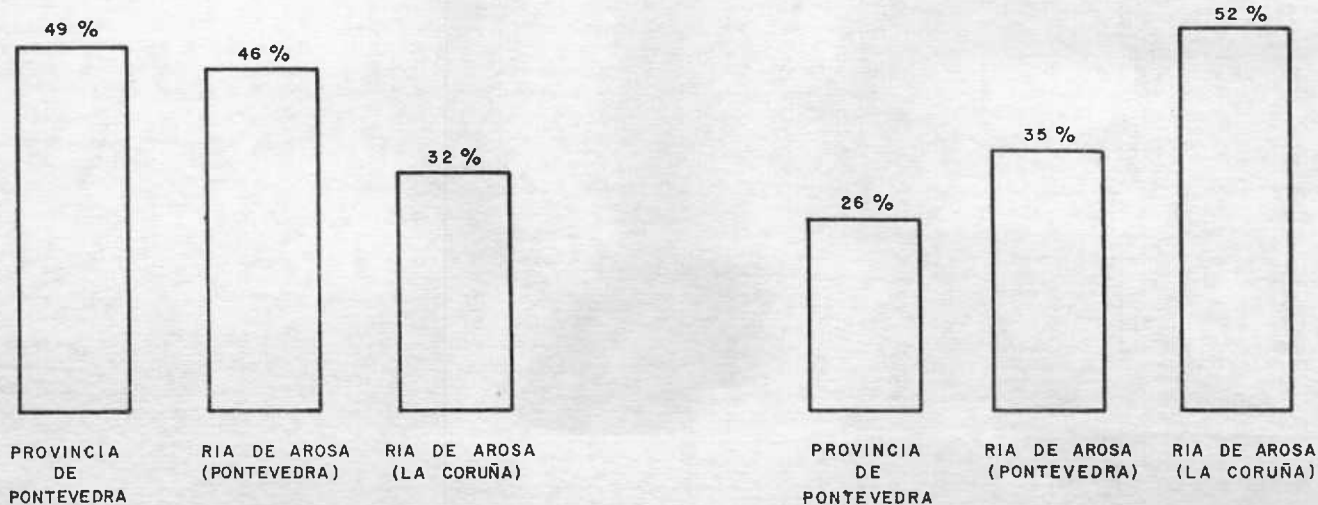 49 %
46 %
32 %
PROVINCIA
DE
PONTEVEDRA
RIA DE AROSA
(PONTEVEDRA)
RIA DE AROSA
(LA CORUÑA)
26 %
35 %
52 %
PROVINCIA
DE
PONTEVEDRA
RIA DE AROSA
(PONTEVEDRA)
RIA DE AROSA
(LA CORUÑA)